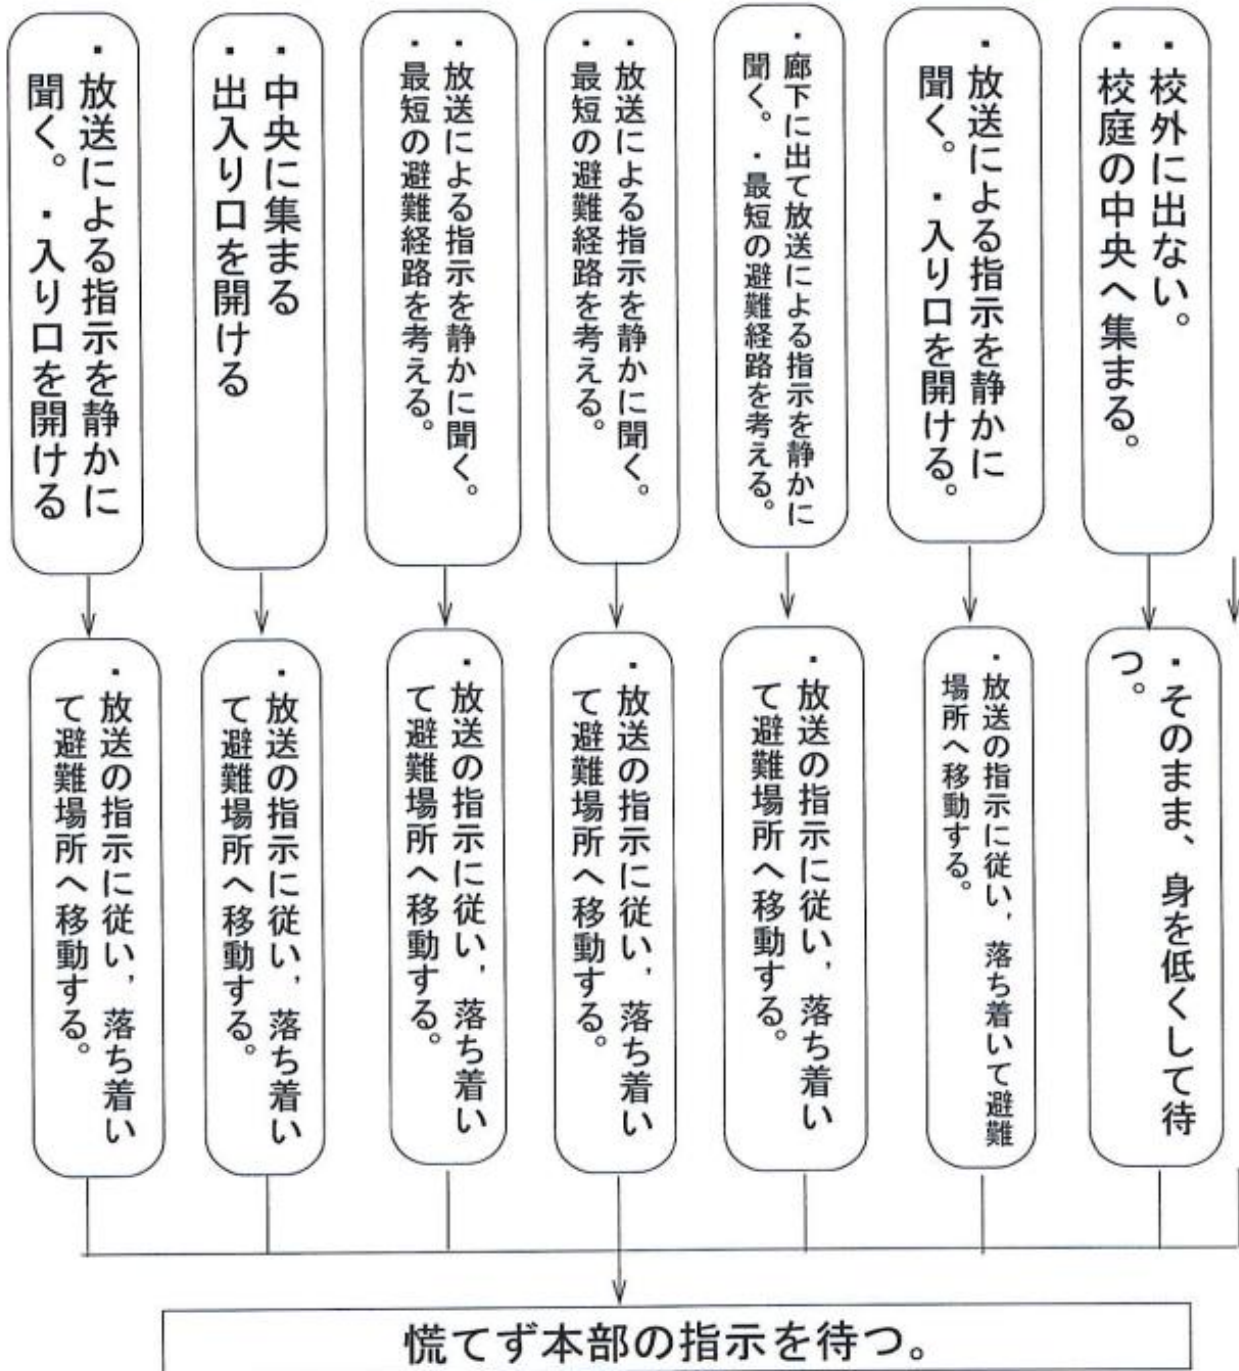 ・校外に出ない。
・校庭の中央へ集まる。
・放送による指示を静かに
聞く。・入り口を開ける。
・廊下に出て放送による指示を静かに
聞く。・最短の避難経路を考える。
・放送による指示を静かに聞く。
・最短の避難経路を考える。
・放送による指示を静かに聞く。
・最短の避難経路を考える。
・中央に集まる
・出入り口を開ける
・放送による指示を静かに
聞く。・入り口を開ける
・そのまま、身を低くして待
つ。
・放送の指示に従い，落ち着いて避難
場所へ移動する。
・放送の指示に従い，落ち着い
て避難場所へ移動する。
・放送の指示に従い，落ち着い
て避難場所へ移動する。
・放送の指示に従い，落ち着い
て避難場所へ移動する。
・放送の指示に従い，落ち着い
て避難場所へ移動する。
・放送の指示に従い，落ち着い
て避難場所へ移動する。
慌てず本部の指示を待つ。